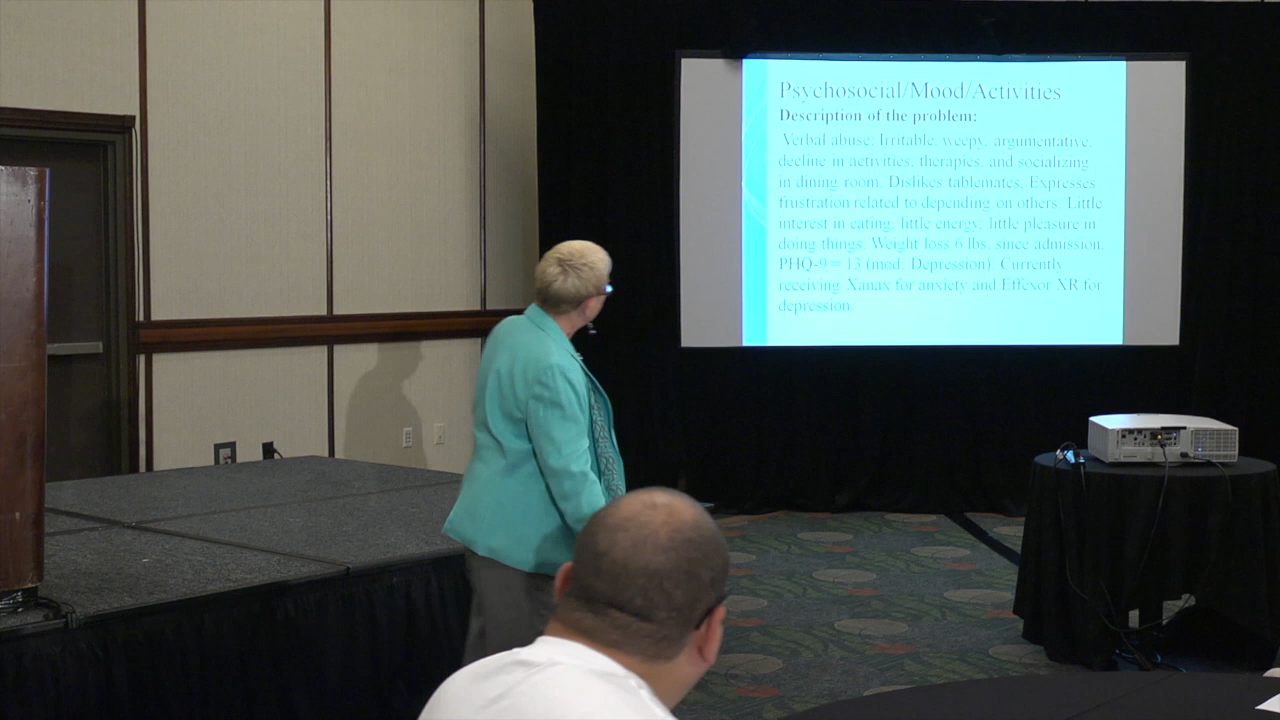 Psychosocial/Mood/Activities
Description of the problem:
Verbal abuse, Irritable, weepy, argumentative,
decline in activities, therapies, and socializing
in dining room. Dislikes tablemates. Expresses
frustration related to depending on others. Little
interest in eating, little energy, little pleasure in
doing things. Weight loss 6 lbs. since admission.
PHQ-9 = 13 (mod. Depression). Currently
receiving Xanax for anxiety and Effexor XR for
depression.